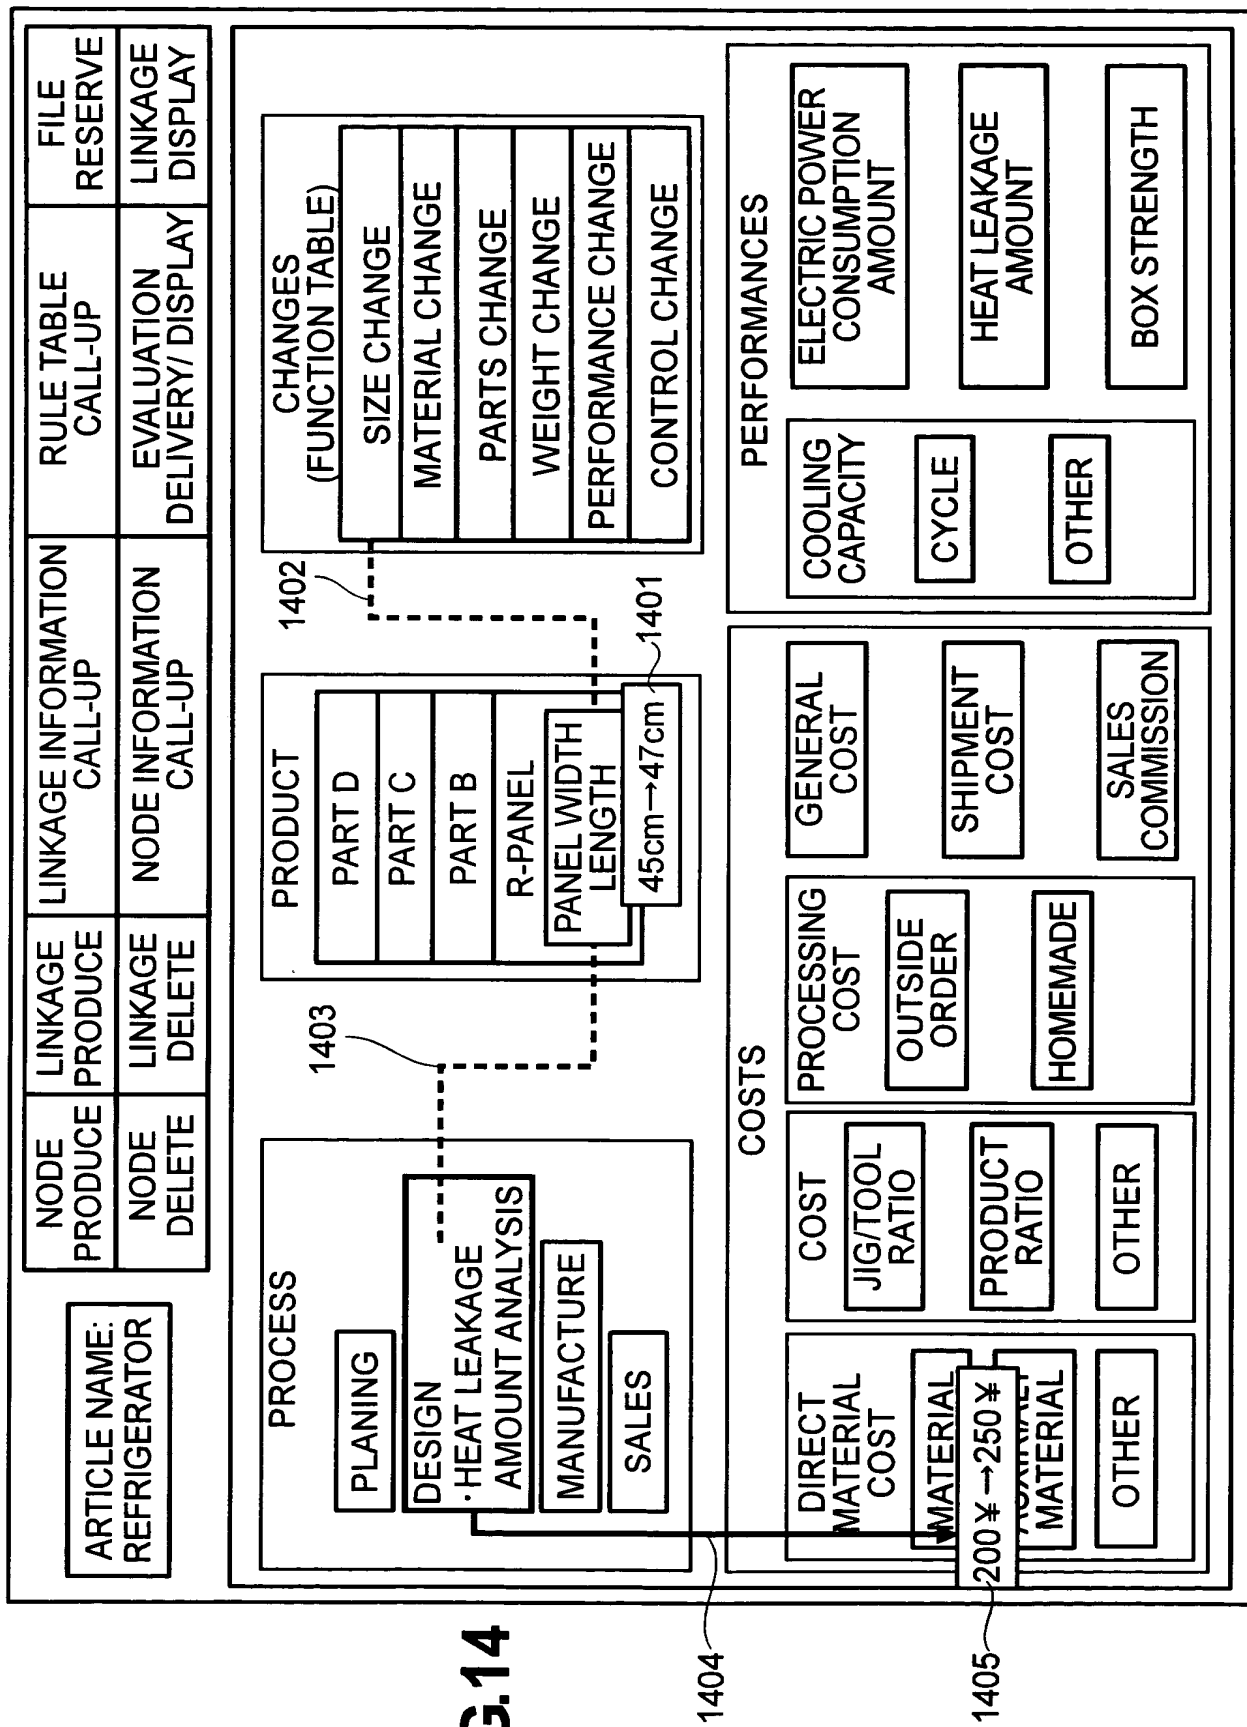 G.14
ARTICLE NAME:
REFRIGERATOR
NODE
PRODUCE
LINKAGE
PRODUCE
LINKAGE INFORMATION
CALL-UP
RULE TABLE
CALL-UP
FILE
RESERVE
NODE
DELETE
LINKAGE
DELETE
NODE INFORMATION
CALL-UP
EVALUATION
DELIVERY/ DISPLAY
LINKAGE
DISPLAY
PROCESS
PLANING
DESIGN
·HEAT LEAKAGE
AMOUNT ANALYSIS
MANUFACTURE
SALES
1403
PRODUCT
PART D
PART C
PART B
R-PANEL
PANEL WIDTH
LENGTH
45cm→47cm
1401
1402
CHANGES
(FUNCTION TABLE)
SIZE CHANGE
MATERIAL CHANGE
PARTS CHANGE
WEIGHT CHANGE
PERFORMANCE CHANGE
CONTROL CHANGE
1404
1405
COSTS
DIRECT
MATERIAL
COST
MATERIAL
200¥→250¥
MATERIAL
OTHER
COST
JIG/TOOL
RATIO
PRODUCT
RATIO
OTHER
PROCESSING
COST
OUTSIDE
ORDER
HOMEMADE
GENERAL
COST
SHIPMENT
COST
SALES
COMMISSION
PERFORMANCES
COOLING
CAPACITY
CYCLE
OTHER
ELECTRIC POWER
CONSUMPTION
AMOUNT
HEAT LEAKAGE
AMOUNT
BOX STRENGTH